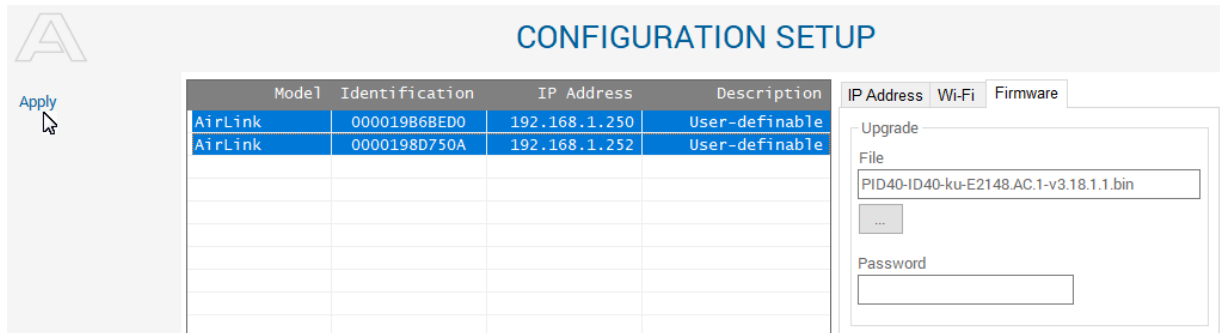 CONFIGURATION SETUP
Apply
Model Identification IP Address Description
AirLink 000019B6BED0 192.168.1.250 User-definable
AirLink 0000198D750A 192.168.1.252 User-definable
IP Address Wi-Fi Firmware
Upgrade
File
PID40-ID40-ku-E2148.AC.1-v3.18.1.1.bin
...
Password